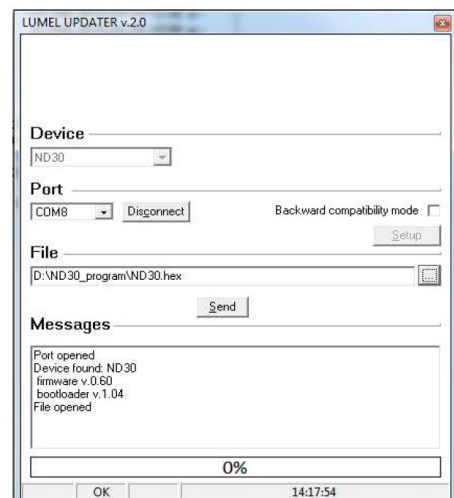 LUMEL UPDATER v.2.0
Device
ND30
Port
COM8 Disconnect Backward compatibility mode
Setup
File
D:\ND30_program\ND30.hex ...
Send
Messages
Port opened
Device found: ND30
firmware v.0.60
bootloader v.1.04
File opened
0%
OK 14:17:54